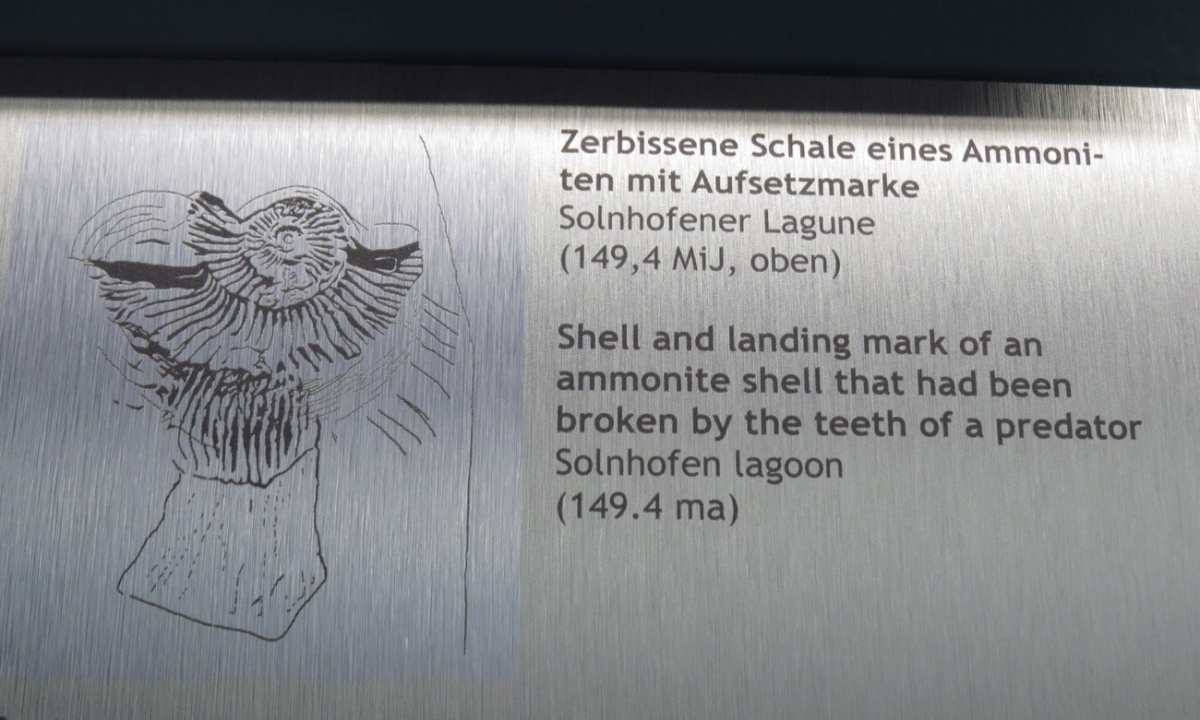 Zerbissene Schale eines Ammoni-
ten mit Aufsetzmarke
Solnhofener Lagune
(149,4 MiJ, oben)
Shell and landing mark of an
ammonite shell that had been
broken by the teeth of a predator
Solnhofen lagoon
(149.4 ma)